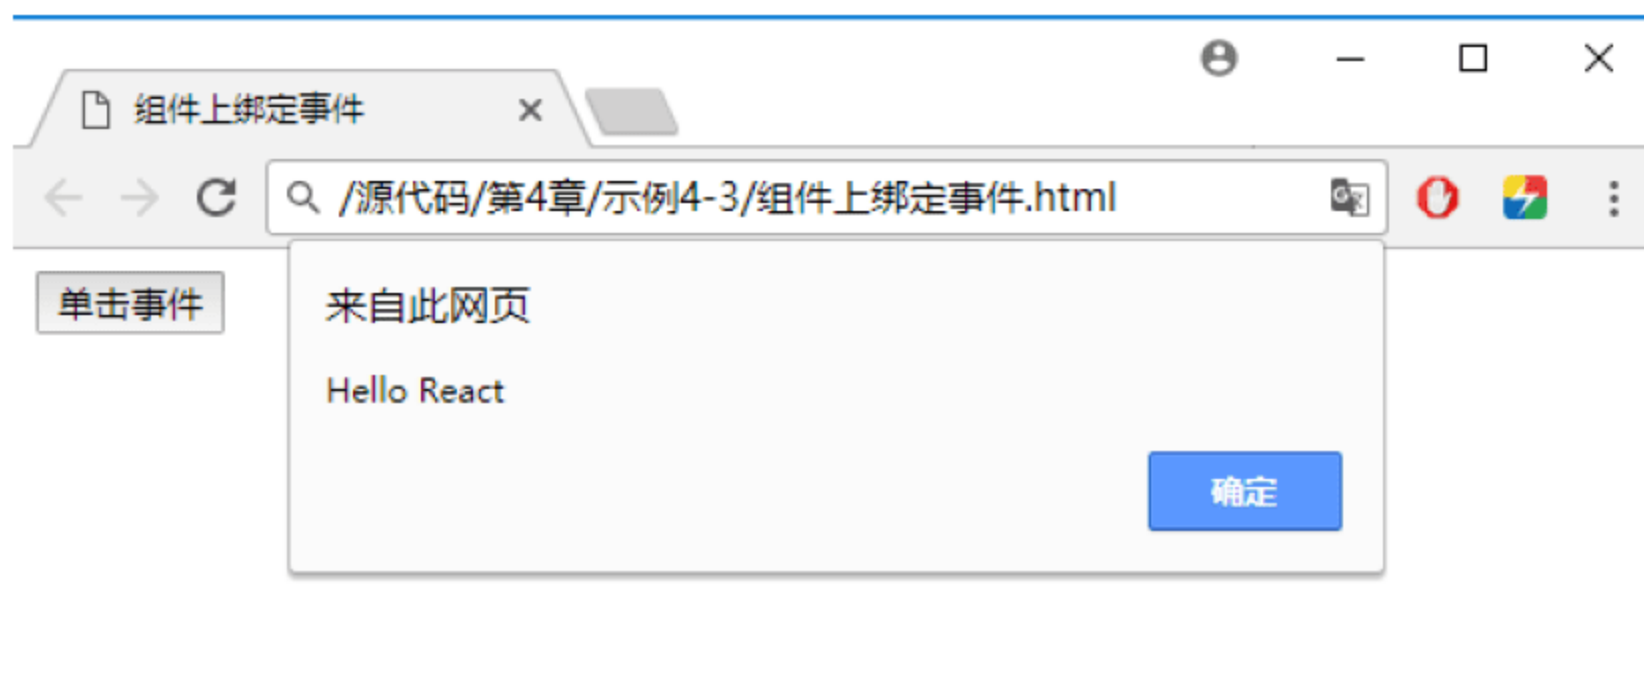 组件上绑定事件
/源代码/第4章/示例4-3/组件上绑定事件.html
单击事件
来自此网页
Hello React
确定